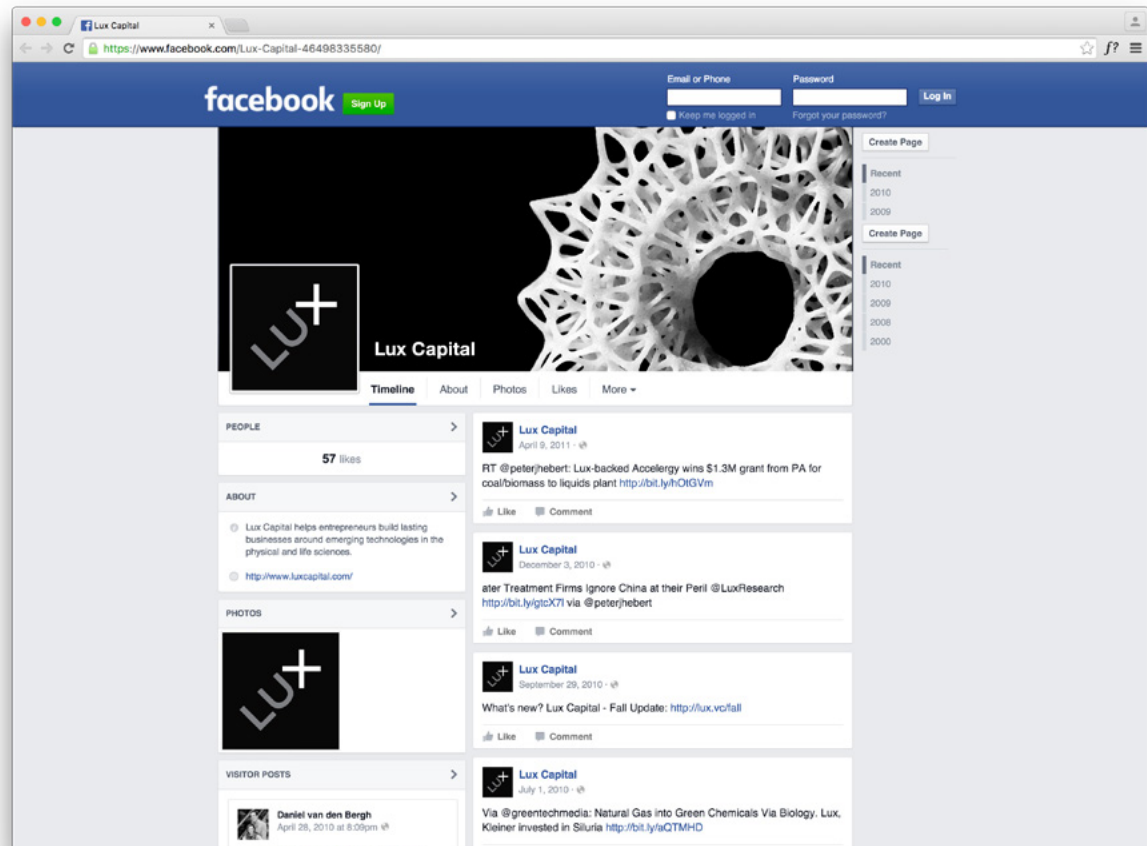 Lux Capital
https://www.facebook.com/Lux-Capital-46498335580/
f?
facebook
Sign Up
Email or Phone
Password
Log In
Keep me logged in
Forgot your password?
LUX+
Lux Capital
Create Page
Recent
2010
2009
Create Page
Recent
2010
2009
2008
2000
Timeline
About
Photos
Likes
More
PEOPLE
57 likes
ABOUT
Lux Capital helps entrepreneurs build lasting
businesses around emerging technologies in the
physical and life sciences.
http://www.luxcapital.com/
PHOTOS
LUX+
VISITOR POSTS
Daniel van den Bergh
April 28, 2010 at 8:09pm
LUX+
Lux Capital
April 9, 2011 ·
RT @peterjhebert: Lux-backed Accelergy wins $1.3M grant from PA for
coal/biomass to liquids plant http://bit.ly/hOtGVm
Like
Comment
LUX+
Lux Capital
December 3, 2010 ·
ater Treatment Firms Ignore China at their Peril @LuxResearch
http://bit.ly/gtcX7l via @peterjhebert
Like
Comment
LUX+
Lux Capital
September 29, 2010 ·
What's new? Lux Capital - Fall Update: http://lux.vc/fall
Like
Comment
LUX+
Lux Capital
July 1, 2010 ·
Via @greentechmedia: Natural Gas into Green Chemicals Via Biology. Lux,
Kleiner invested in Siluria http://bit.ly/aQTMHD